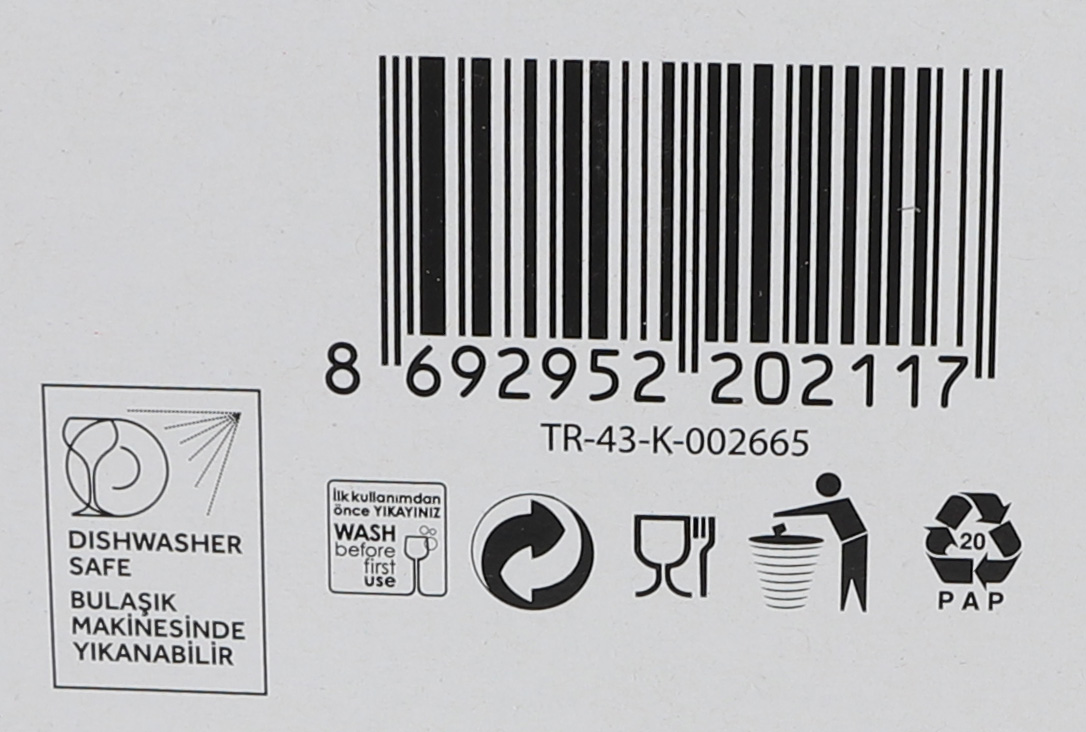 8 692952 202117
TR-43-K-002665
İlk kullanımdan
önce YIKAYINIZ
WASH
before
first
use
20
PAP
DISHWASHER
SAFE
BULAŞIK
MAKİNESİNDE
YIKANABİLİR